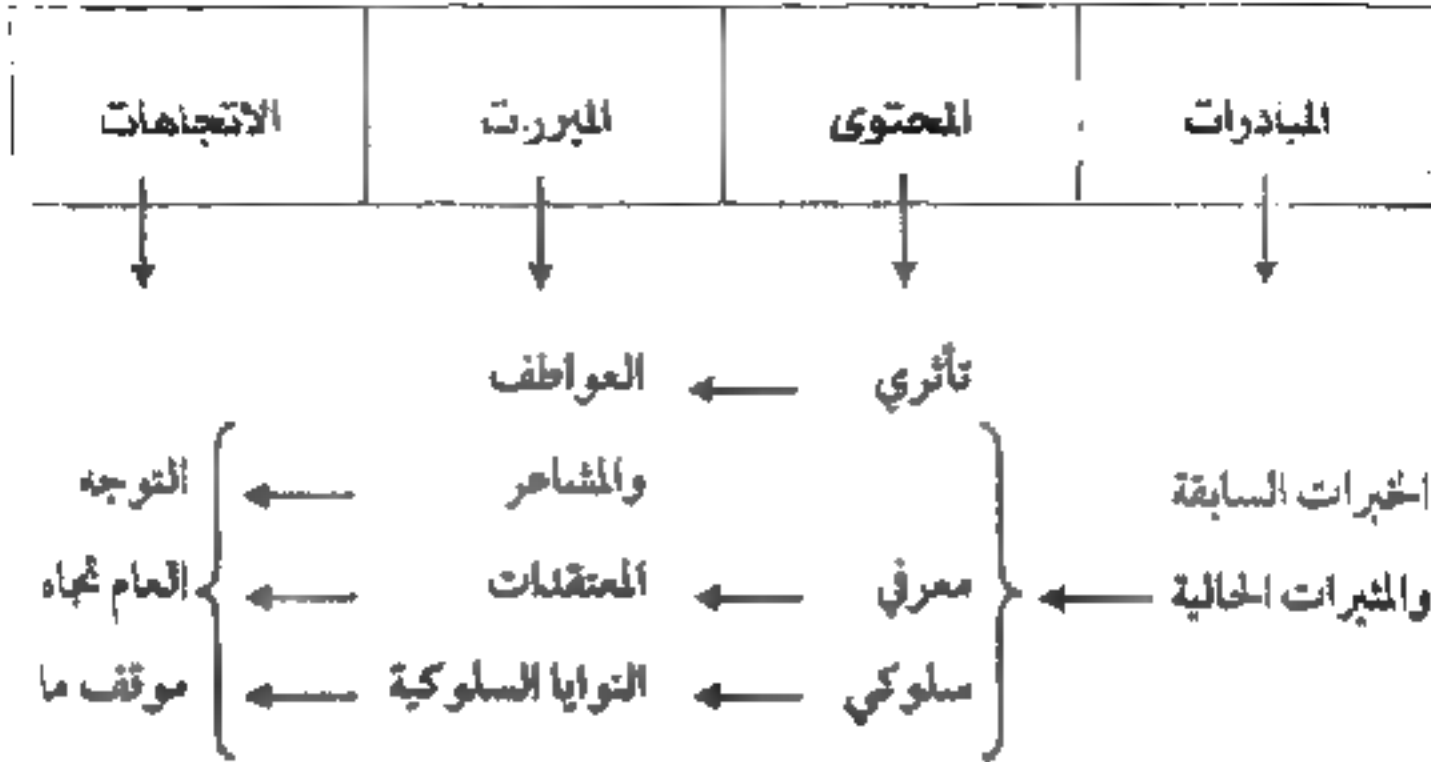 المبادرات المحتوى المبررت الاتجاهات
تأثري العواطف
الخبرات السابقة والمشاعر التوجه
والمثيرات الحالية معرفي المعتقدات العام تجاه
سلوكي النوايا السلوكية موقف ما